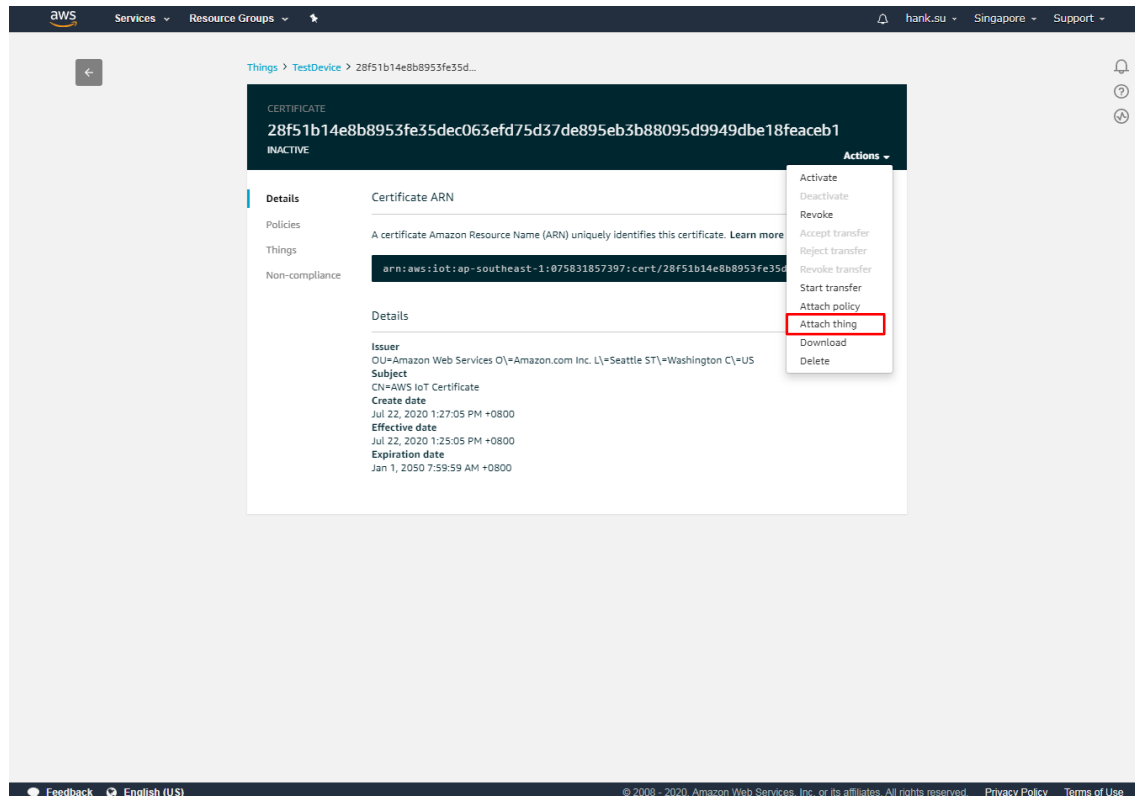 aws Services Resource Groups hank.su Singapore Support
Things > TestDevice > 28f51b14e8b8953fe35d...
CERTIFICATE
28f51b14e8b8953fe35dec063efd75d37de895eb3b88095d9949dbe18feaceb1
INACTIVE
Actions
Activate
Deactivate
Revoke
Accept transfer
Reject transfer
Revoke transfer
Start transfer
Attach policy
Attach thing
Download
Delete
Details
Policies
Things
Non-compliance
Certificate ARN
A certificate Amazon Resource Name (ARN) uniquely identifies this certificate. Learn more
arn:aws:iot:ap-southeast-1:075831857397:cert/28f51b14e8b8953fe35d
Details
Issuer
OU=Amazon Web Services O\=Amazon.com Inc. L\=Seattle ST\=Washington C\=US
Subject
CN=AWS IoT Certificate
Create date
Jul 22, 2020 1:27:05 PM +0800
Effective date
Jul 22, 2020 1:25:05 PM +0800
Expiration date
Jan 1, 2050 7:59:59 AM +0800
Feedback English (US) © 2008 - 2020, Amazon Web Services, Inc. or its affiliates. All rights reserved. Privacy Policy Terms of Use